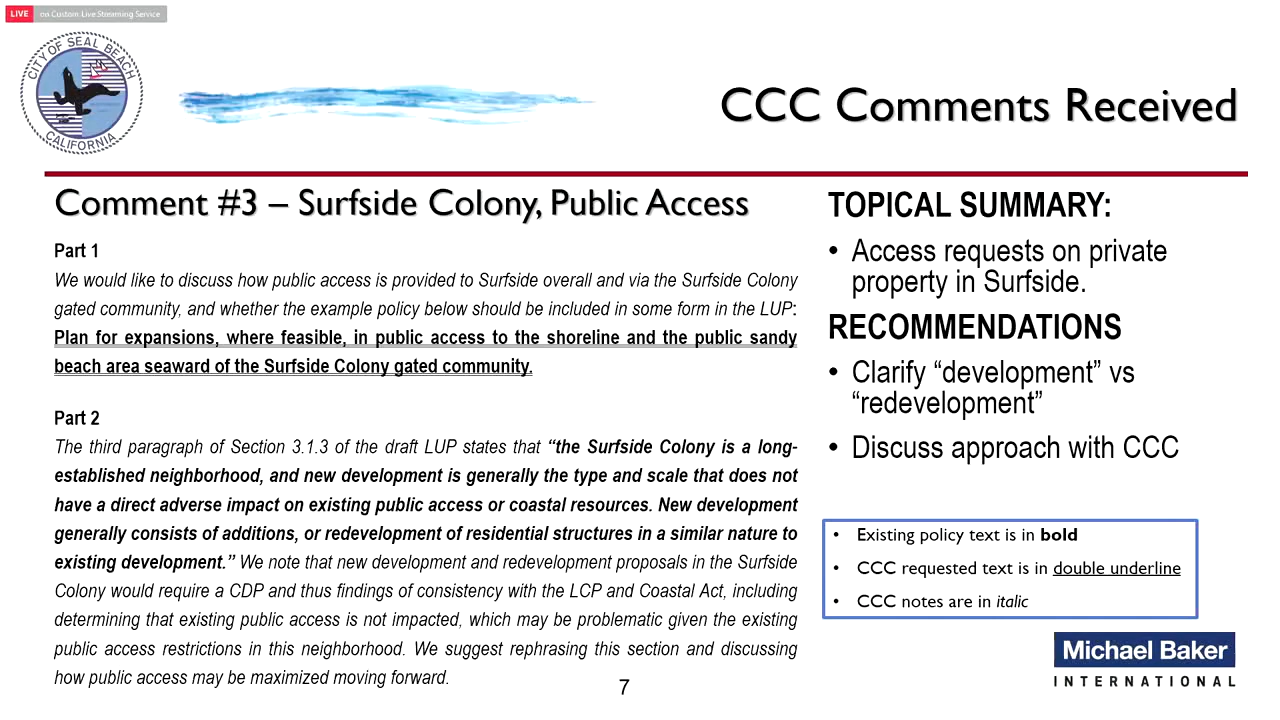 LIVE on Custom Live Streaming Service
CITY OF SEAL BEACH
CALIFORNIA
CCC Comments Received
Comment #3 – Surfside Colony, Public Access
Part 1
We would like to discuss how public access is provided to Surfside overall and via the Surfside Colony
gated community, and whether the example policy below should be included in some form in the LUP:
Plan for expansions, where feasible, in public access to the shoreline and the public sandy
beach area seaward of the Surfside Colony gated community.
Part 2
The third paragraph of Section 3.1.3 of the draft LUP states that “the Surfside Colony is a long-
established neighborhood, and new development is generally the type and scale that does not
have a direct adverse impact on existing public access or coastal resources. New development
generally consists of additions, or redevelopment of residential structures in a similar nature to
existing development.” We note that new development and redevelopment proposals in the Surfside
Colony would require a CDP and thus findings of consistency with the LCP and Coastal Act, including
determining that existing public access is not impacted, which may be problematic given the existing
public access restrictions in this neighborhood. We suggest rephrasing this section and discussing
how public access may be maximized moving forward.
TOPICAL SUMMARY:
• Access requests on private
property in Surfside.
RECOMMENDATIONS
• Clarify “development” vs
“redevelopment”
• Discuss approach with CCC
• Existing policy text is in bold
• CCC requested text is in double underline
• CCC notes are in italic
Michael Baker
INTERNATIONAL
7